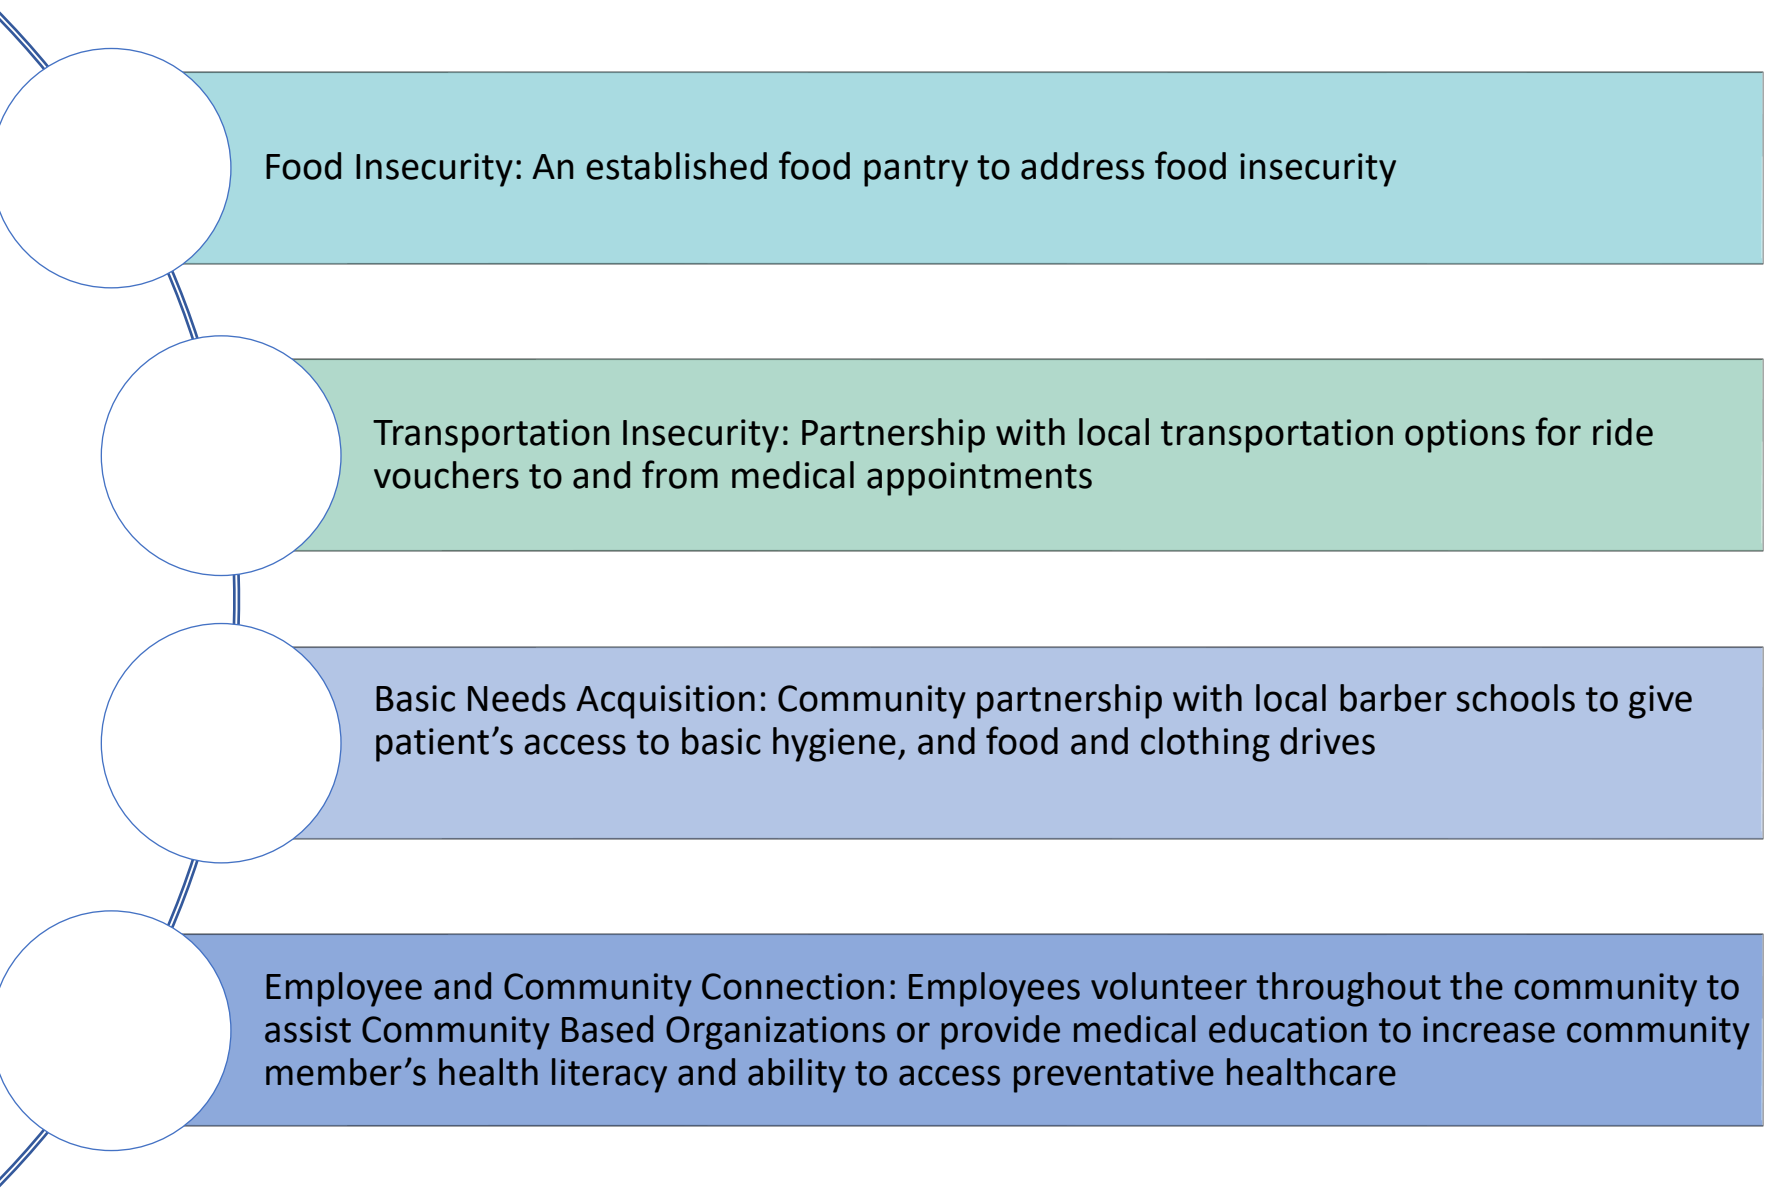 Food Insecurity: An established food pantry to address food insecurity
Transportation Insecurity: Partnership with local transportation options for ride
vouchers to and from medical appointments
Basic Needs Acquisition: Community partnership with local barber schools to give
patient’s access to basic hygiene, and food and clothing drives
Employee and Community Connection: Employees volunteer throughout the community to
assist Community Based Organizations or provide medical education to increase community
member’s health literacy and ability to access preventative healthcare